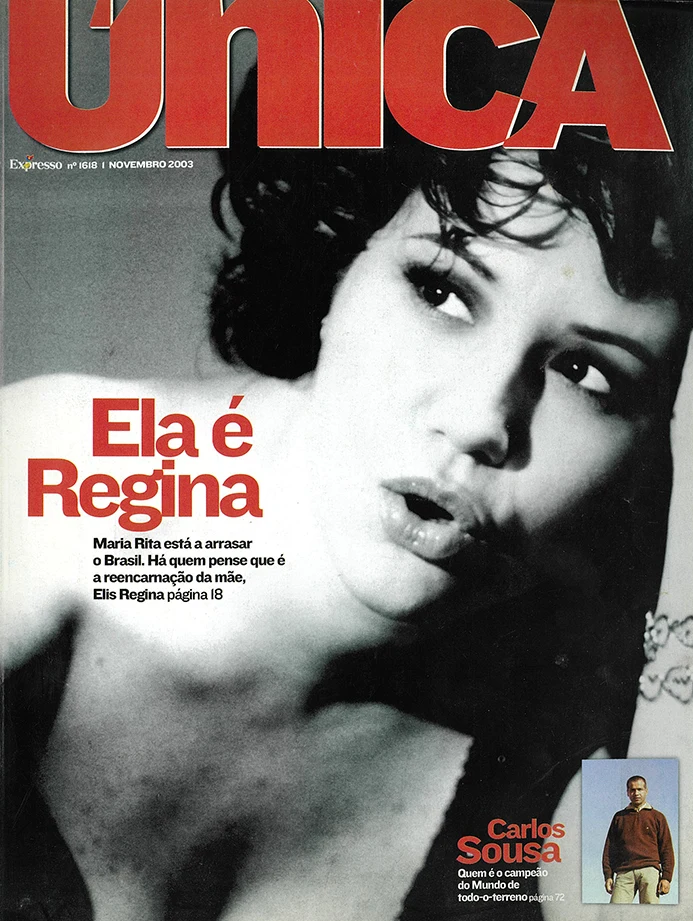 ÚNICA
Expresso nº 1618 | NOVEMBRO 2003
Ela é
Regina
Maria Rita está a arrasar
o Brasil. Há quem pense que é
a reencarnação da mãe,
Elis Regina página 18
Carlos
Sousa
Quem é o campeão
do Mundo de
todo-o-terreno página 72